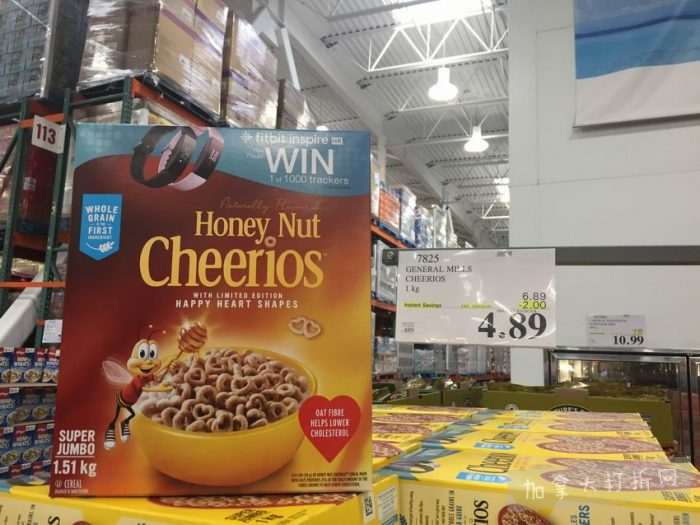 113
fitbit inspire HR
WIN
1 of 1000 trackers
WHOLE
GRAIN
IS THE
FIRST
INGREDIENT
Naturally Flavoured
Honey Nut
Cheerios
WITH LIMITED EDITION
HAPPY HEART SHAPES
OAT FIBRE
HELPS LOWER
CHOLESTEROL
SUPER
JUMBO
1.51 kg
CEREAL
7825
GENERAL MILLS
CHEERIOS
1 kg
6.89
Instant Savings
-2.00
4.89
10.99
Cheerios
加拿大打折网